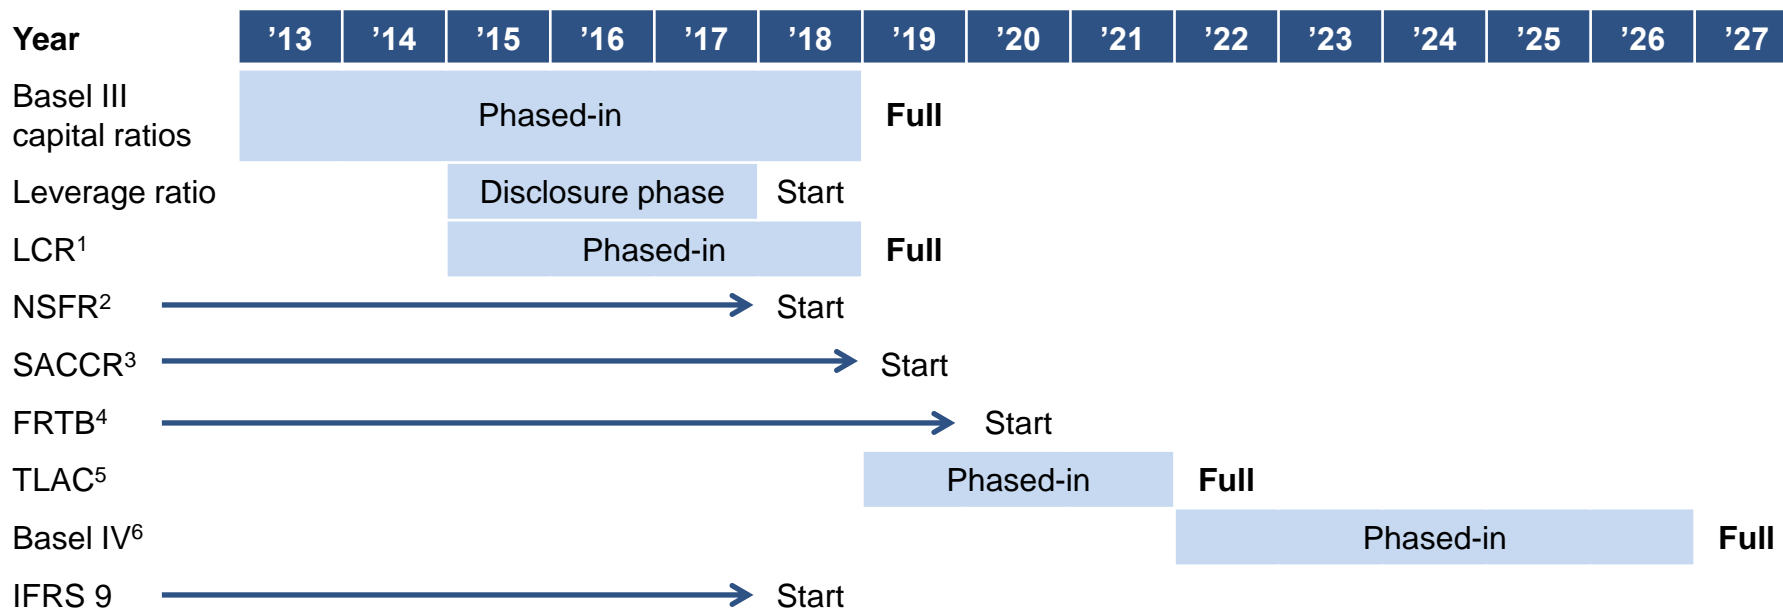 Year ’13 ’14 ’15 ’16 ’17 ’18 ’19 ’20 ’21 ’22 ’23 ’24 ’25 ’26 ’27
Basel III
capital ratios Phased-in Full
Leverage ratio Disclosure phase Start
LCR1 Phased-in Full
NSFR2 Start
SACCR3 Start
FRTB4 Start
TLAC5 Phased-in Full
Basel IV6 Phased-in Full
IFRS 9 Start